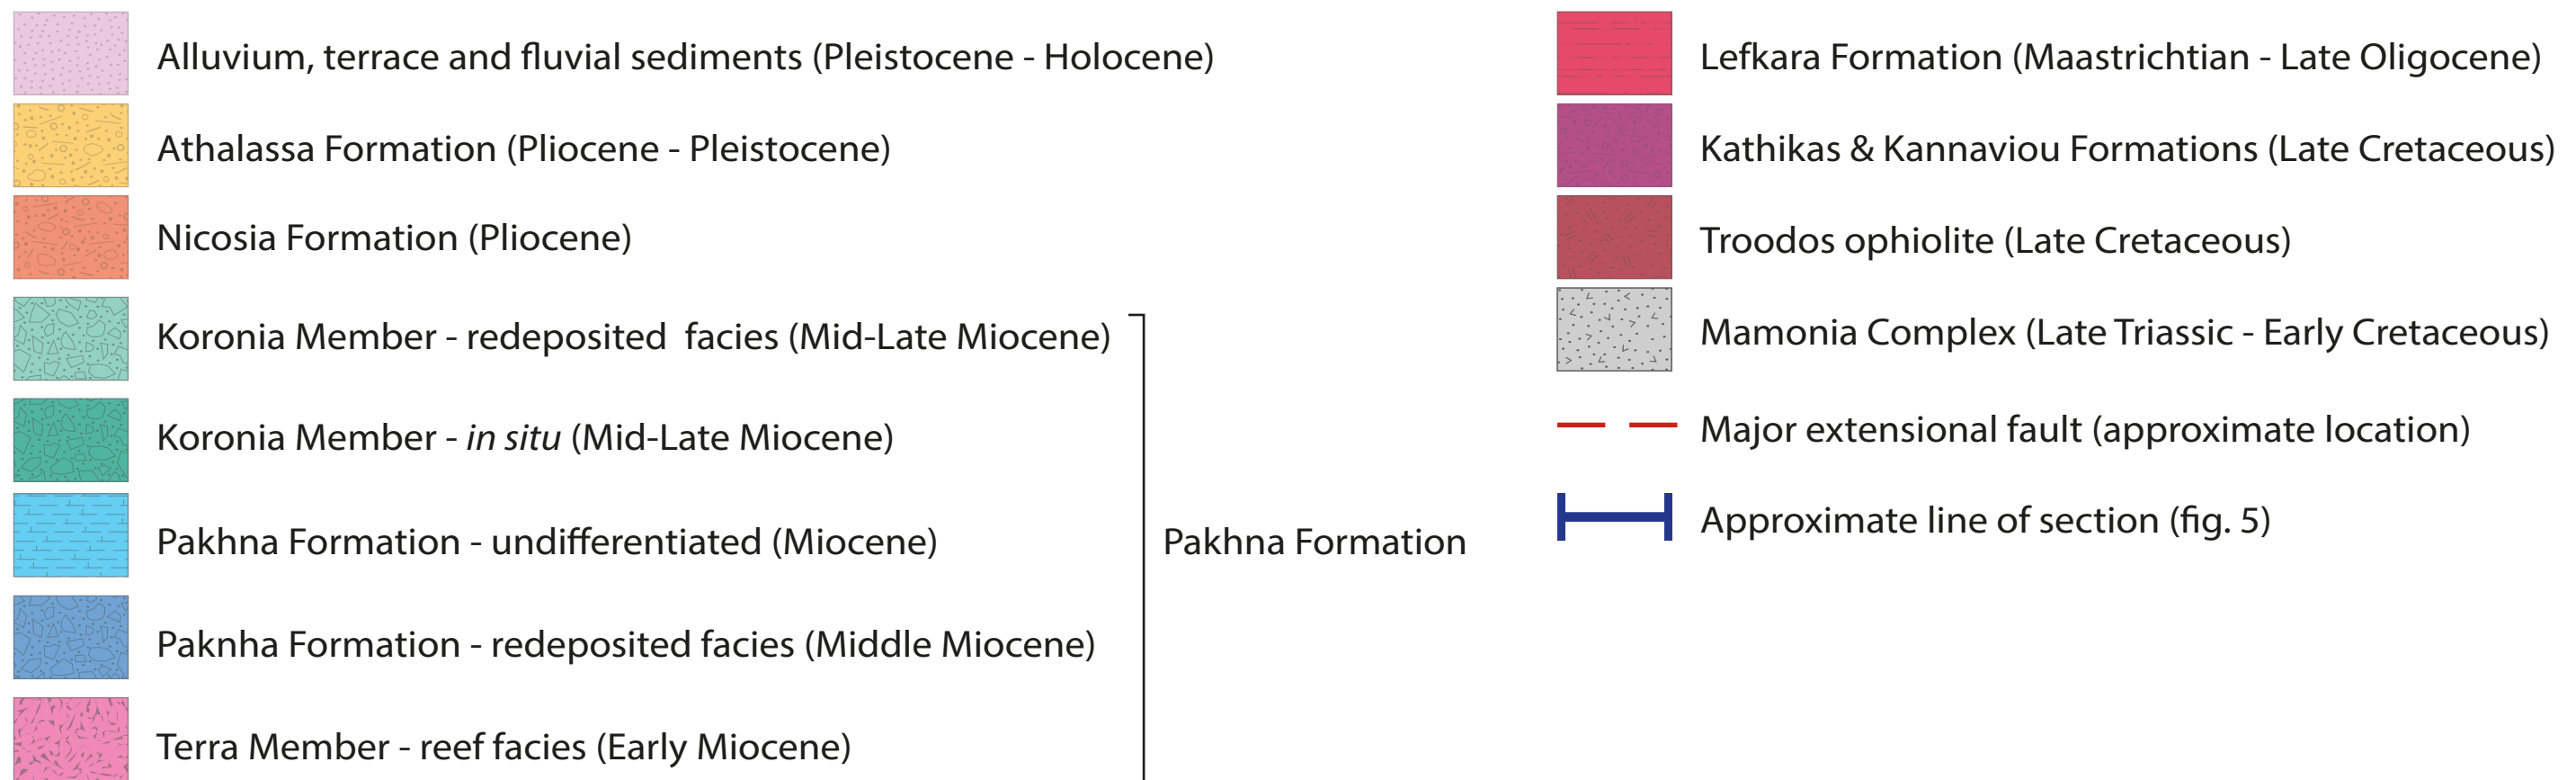 Alluvium, terrace and fluvial sediments (Pleistocene - Holocene)
Athalassa Formation (Pliocene - Pleistocene)
Nicosia Formation (Pliocene)
Koronia Member - redeposited  facies (Mid-Late Miocene)
Koronia Member - in situ (Mid-Late Miocene)
Pakhna Formation - undifferentiated (Miocene)
Paknha Formation - redeposited facies (Middle Miocene)
Terra Member - reef facies (Early Miocene)
Pakhna Formation
Lefkara Formation (Maastrichtian - Late Oligocene)
Kathikas & Kannaviou Formations (Late Cretaceous)
Troodos ophiolite (Late Cretaceous)
Mamonia Complex (Late Triassic - Early Cretaceous)
Major extensional fault (approximate location)
Approximate line of section (fig. 5)